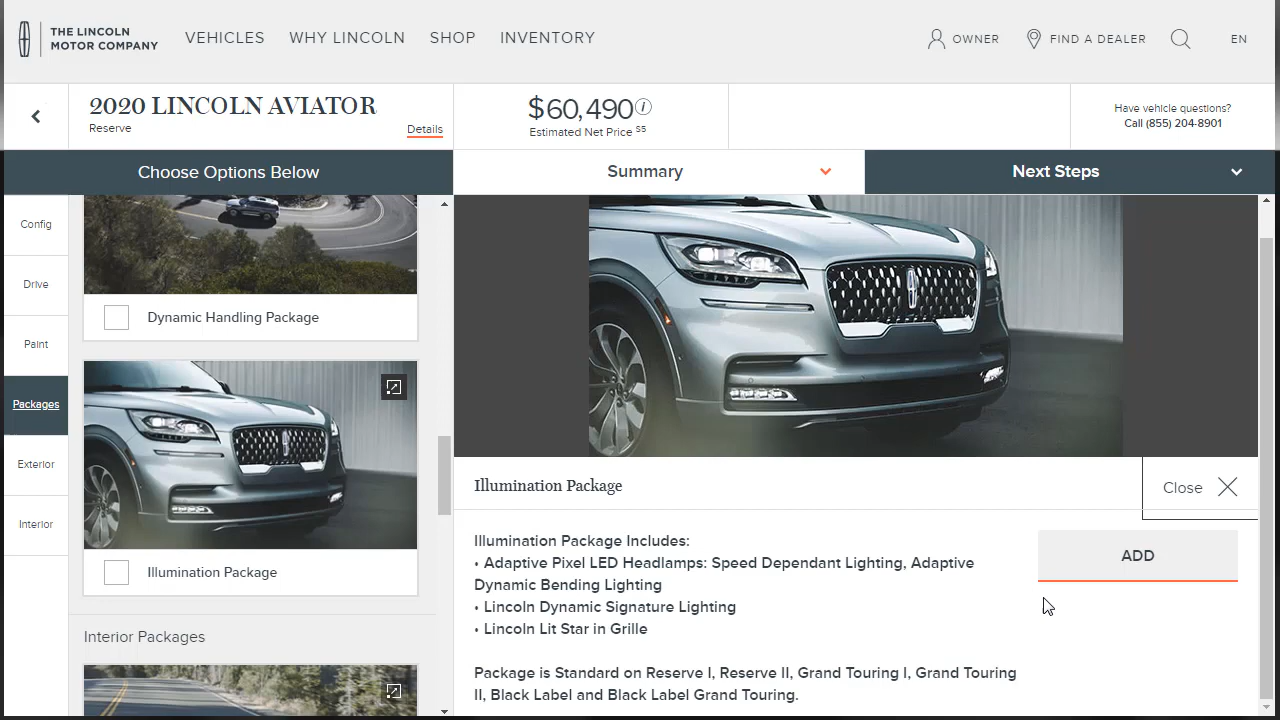 THE LINCOLN
MOTOR COMPANY
VEHICLES
WHY LINCOLN
SHOP
INVENTORY
OWNER
FIND A DEALER
EN
2020 LINCOLN AVIATOR
Reserve
Details
$60,490 i
Estimated Net Price SS
Have vehicle questions?
Call (855) 204-8901
Choose Options Below
Summary
Next Steps
Config
Drive
Paint
Packages
Exterior
Interior
Dynamic Handling Package
Illumination Package
Interior Packages
Illumination Package
Close
Illumination Package Includes:
• Adaptive Pixel LED Headlamps: Speed Dependant Lighting, Adaptive
Dynamic Bending Lighting
• Lincoln Dynamic Signature Lighting
• Lincoln Lit Star in Grille
ADD
Package is Standard on Reserve I, Reserve II, Grand Touring I, Grand Touring
II, Black Label and Black Label Grand Touring.